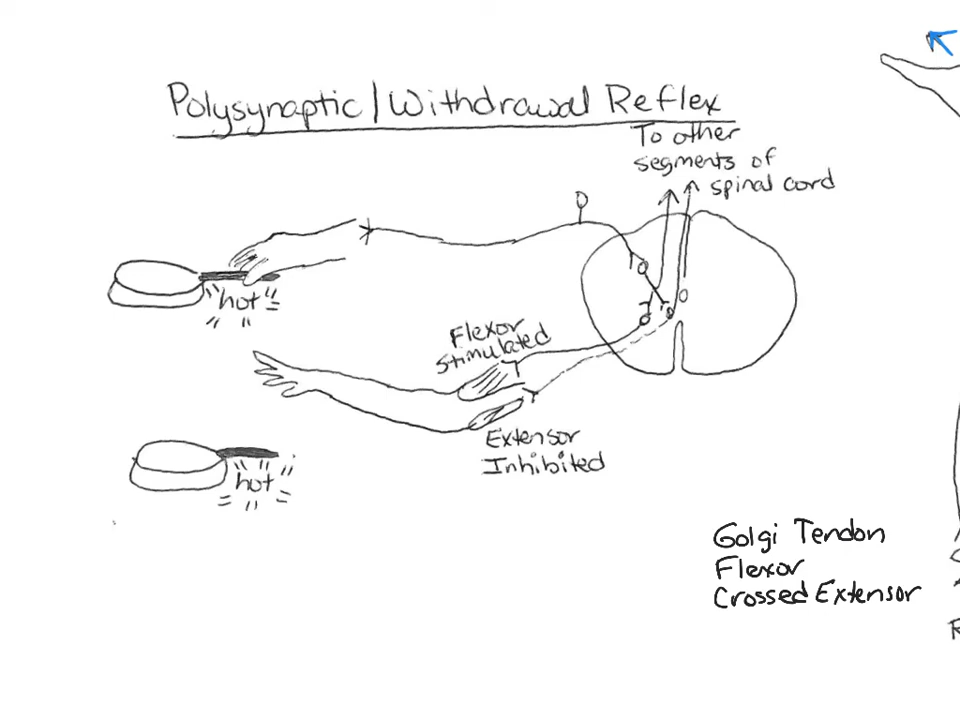 Polysynaptic/Withdrawal Reflex
To other
segments of
spinal cord
hot
Flexor
Stimulated
Extensor
Inhibited
hot
Golgi Tendon
Flexor
Crossed Extensor